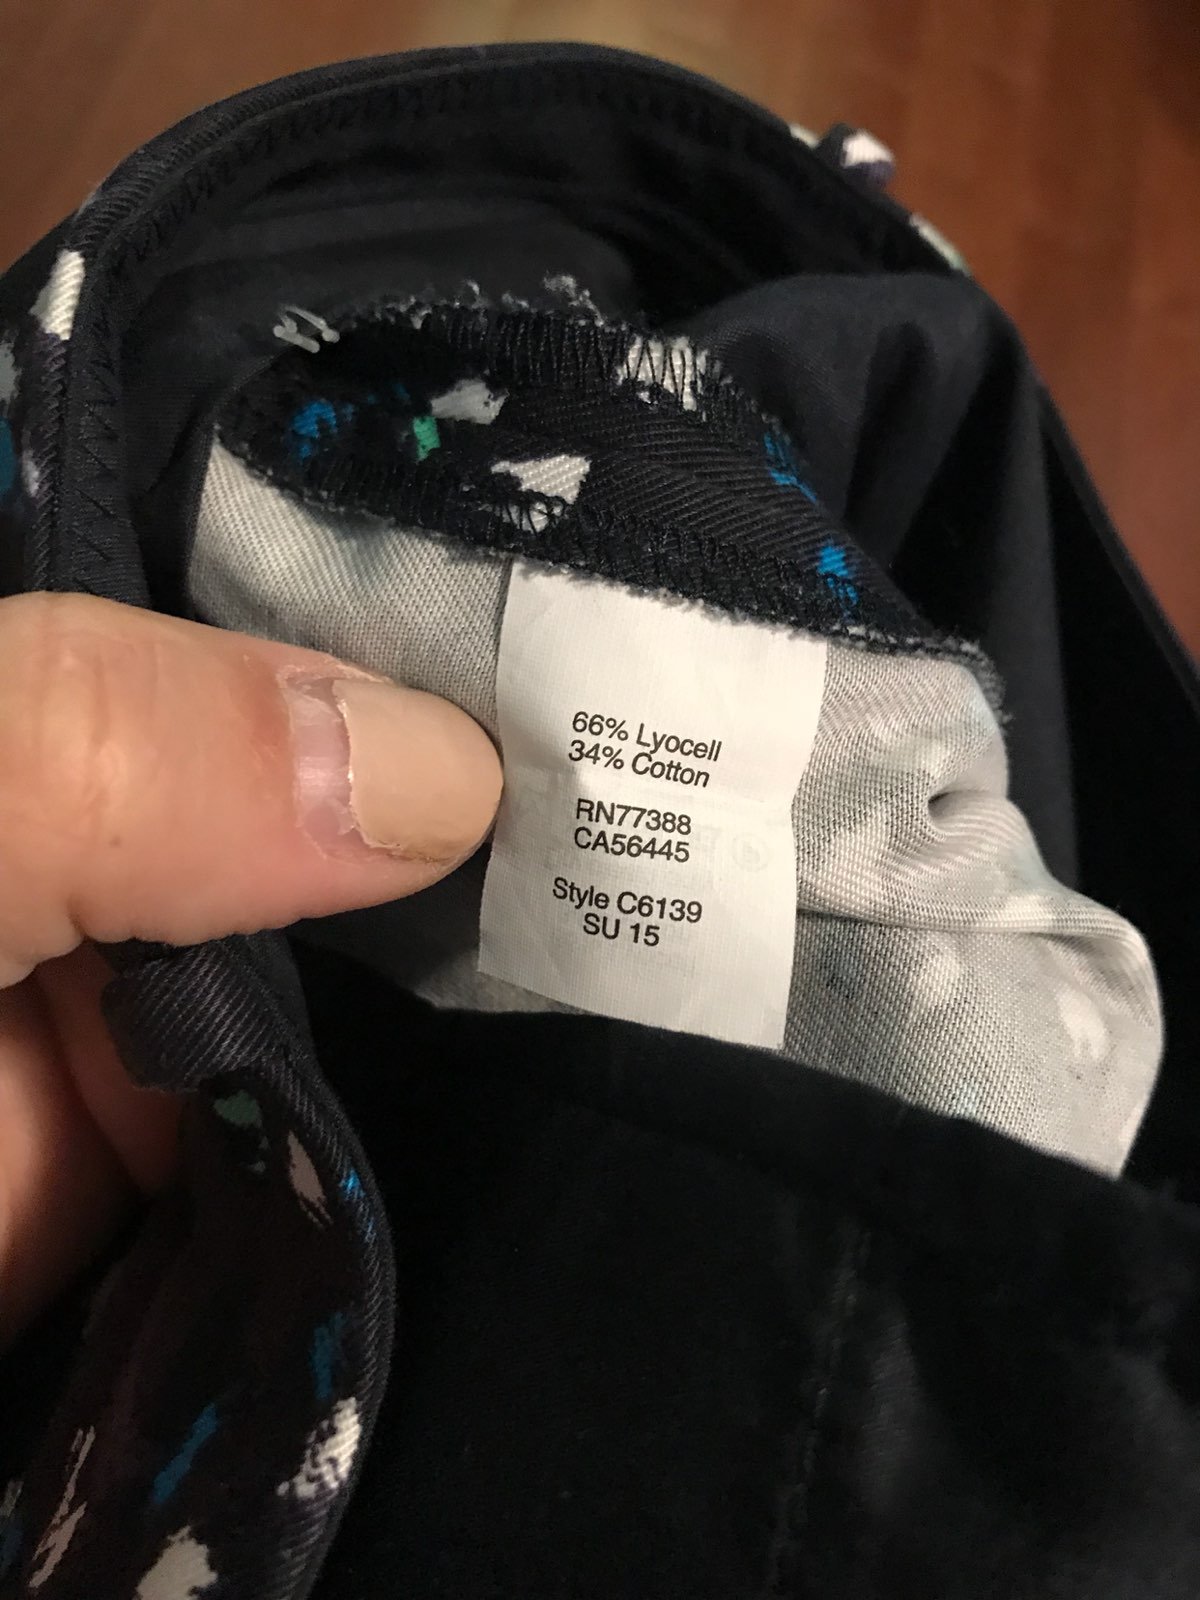 66% Lyocell
34% Cotton
RN77388
CA56445
Style C6139
SU 15